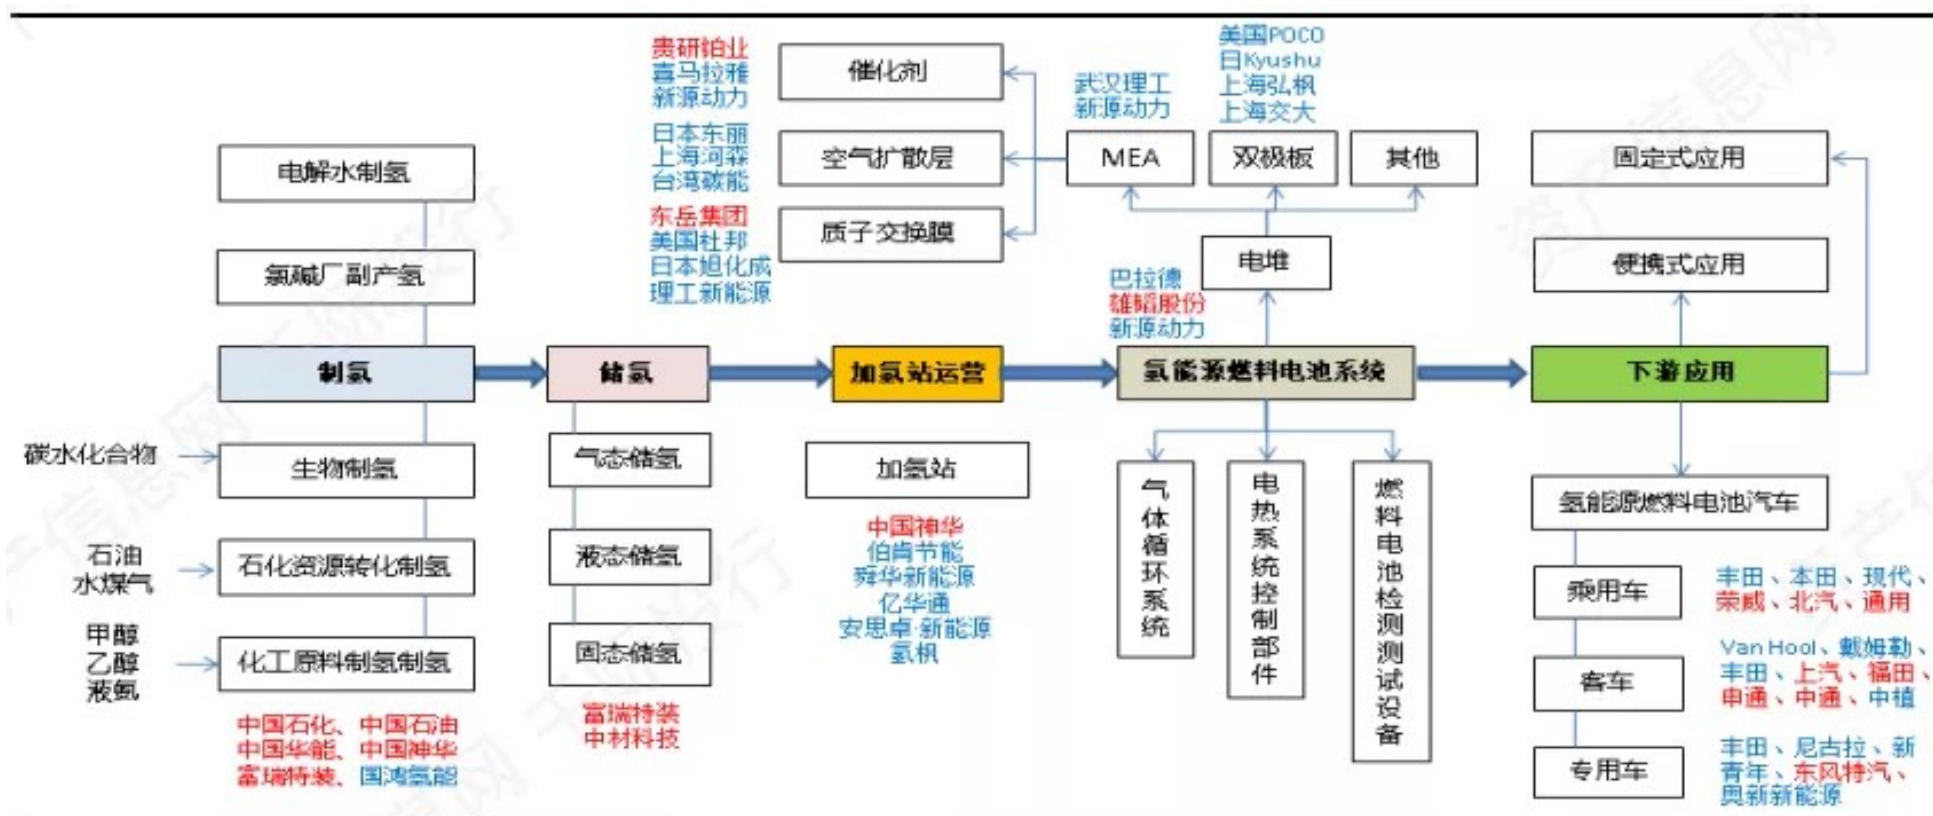 贵研铂业
喜马拉雅
新源动力
催化剂
日本东丽
上海河森
台湾碳能
空气扩散层
东岳集团
美国杜邦
日本旭化成
理工新能源
质子交换膜
武汉理工
新源动力
MEA
美国POCO
日Kyushu
上海弘枫
上海交大
双极板
其他
电堆
巴拉德
雄韬股份
新源动力
固定式应用
便携式应用
电解水制氢
氯碱厂副产氢
制氢
储氢
加氢站运营
氢能源燃料电池系统
下游应用
碳水化合物
生物制氢
石油
水煤气
石化资源转化制氢
甲醇
乙醇
液氨
化工原料制氢制氢
中国石化、中国石油
中国华能、中国神华
富瑞特装、国鸿氢能
气态储氢
液态储氢
固态储氢
富瑞特装
中材科技
加氢站
中国神华
伯肯节能
舜华新能源
亿华通
安思卓·新能源
氢枫
气体循环系统
电热系统控制部件
燃料电池检测测试设备
氢能源燃料电池汽车
乘用车
丰田、本田、现代、
荣威、北汽、通用
客车
Van Hool、戴姆勒、
丰田、上汽、福田、
申通、中通、中植
专用车
丰田、尼古拉、新
青年、东风特汽、
奥新新能源
资产信息网
千际投行